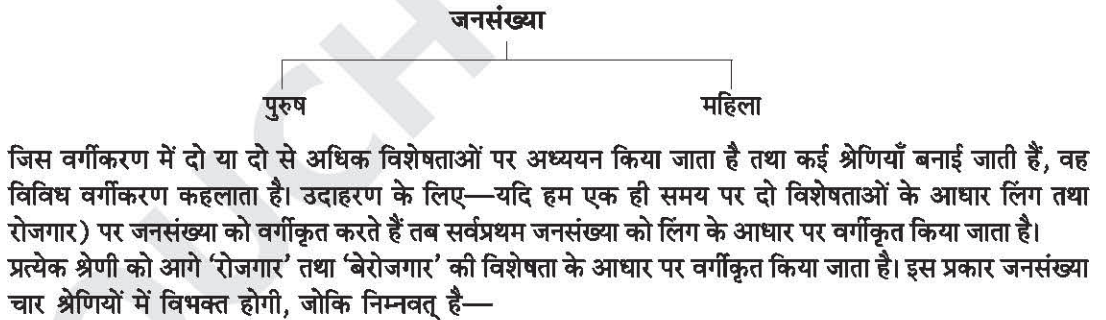 जनसंख्या
पुरुष महिला
जिस वर्गीकरण में दो या दो से अधिक विशेषताओं पर अध्ययन किया जाता है तथा कई श्रेणियाँ बनाई जाती हैं, वह
विविध वर्गीकरण कहलाता है। उदाहरण के लिए—यदि हम एक ही समय पर दो विशेषताओं के आधार लिंग तथा
रोजगार) पर जनसंख्या को वर्गीकृत करते हैं तब सर्वप्रथम जनसंख्या को लिंग के आधार पर वर्गीकृत किया जाता है।
प्रत्येक श्रेणी को आगे ‘रोजगार’ तथा ‘बेरोजगार’ की विशेषता के आधार पर वर्गीकृत किया जाता है। इस प्रकार जनसंख्या
चार श्रेणियों में विभक्त होगी, जोकि निम्नवत् है—